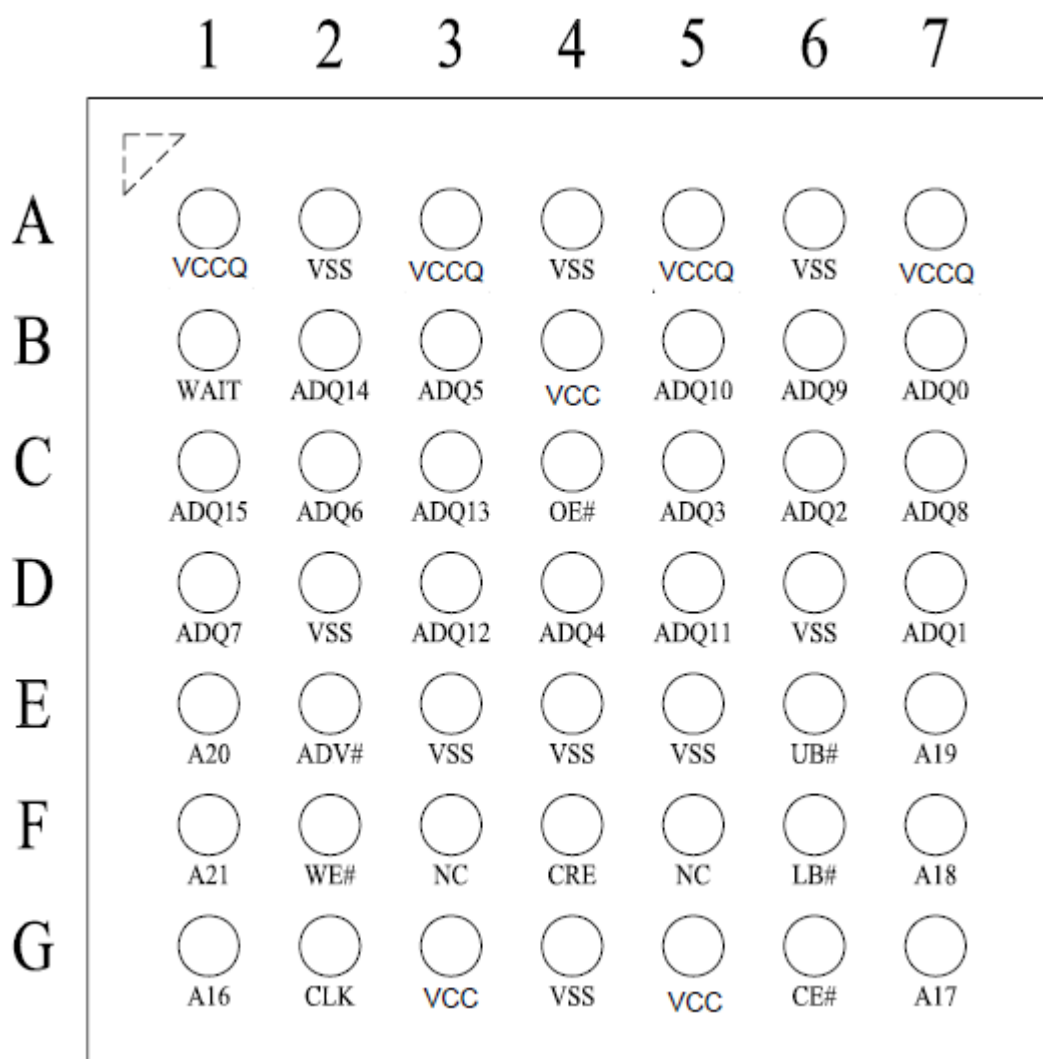 1 2 3 4 5 6 7
A
VCCQ VSS VCCQ VSS VCCQ VSS VCCQ
B
WAIT ADQ14 ADQ5 VCC ADQ10 ADQ9 ADQ0
C
ADQ15 ADQ6 ADQ13 OE# ADQ3 ADQ2 ADQ8
D
ADQ7 VSS ADQ12 ADQ4 ADQ11 VSS ADQ1
E
A20 ADV# VSS VSS VSS UB# A19
F
A21 WE# NC CRE NC LB# A18
G
A16 CLK VCC VSS VCC CE# A17